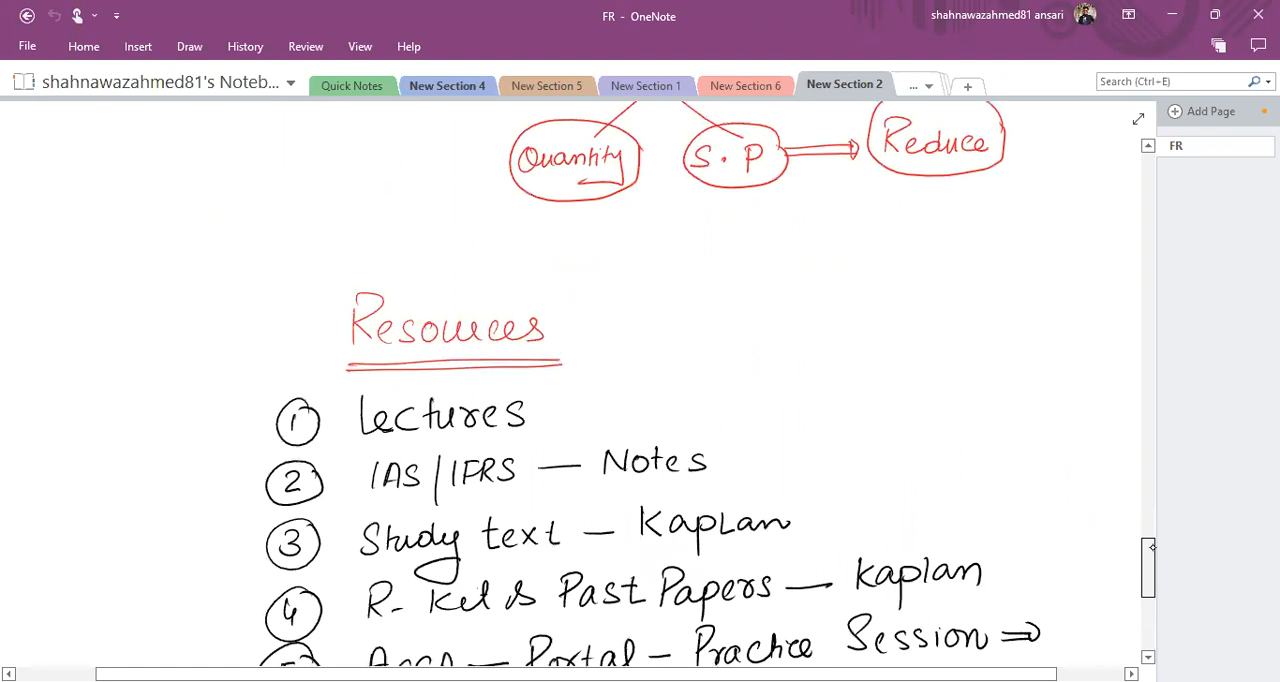 FR - OneNote
shahnawazahmed81 ansari
File Home Insert Draw History Review View Help
shahnawazahmed81's Noteb...
Quick Notes
New Section 4
New Section 5
New Section 1
New Section 6
New Section 2
...
Search (Ctrl+E)
Add Page
FR
Quantity S.P Reduce
Resources
1 Lectures
2 IAS/IFRS — Notes
3 Study text — Kaplan
4 R- Kit & Past Papers — Kaplan
Portal — Practice Session ⇒